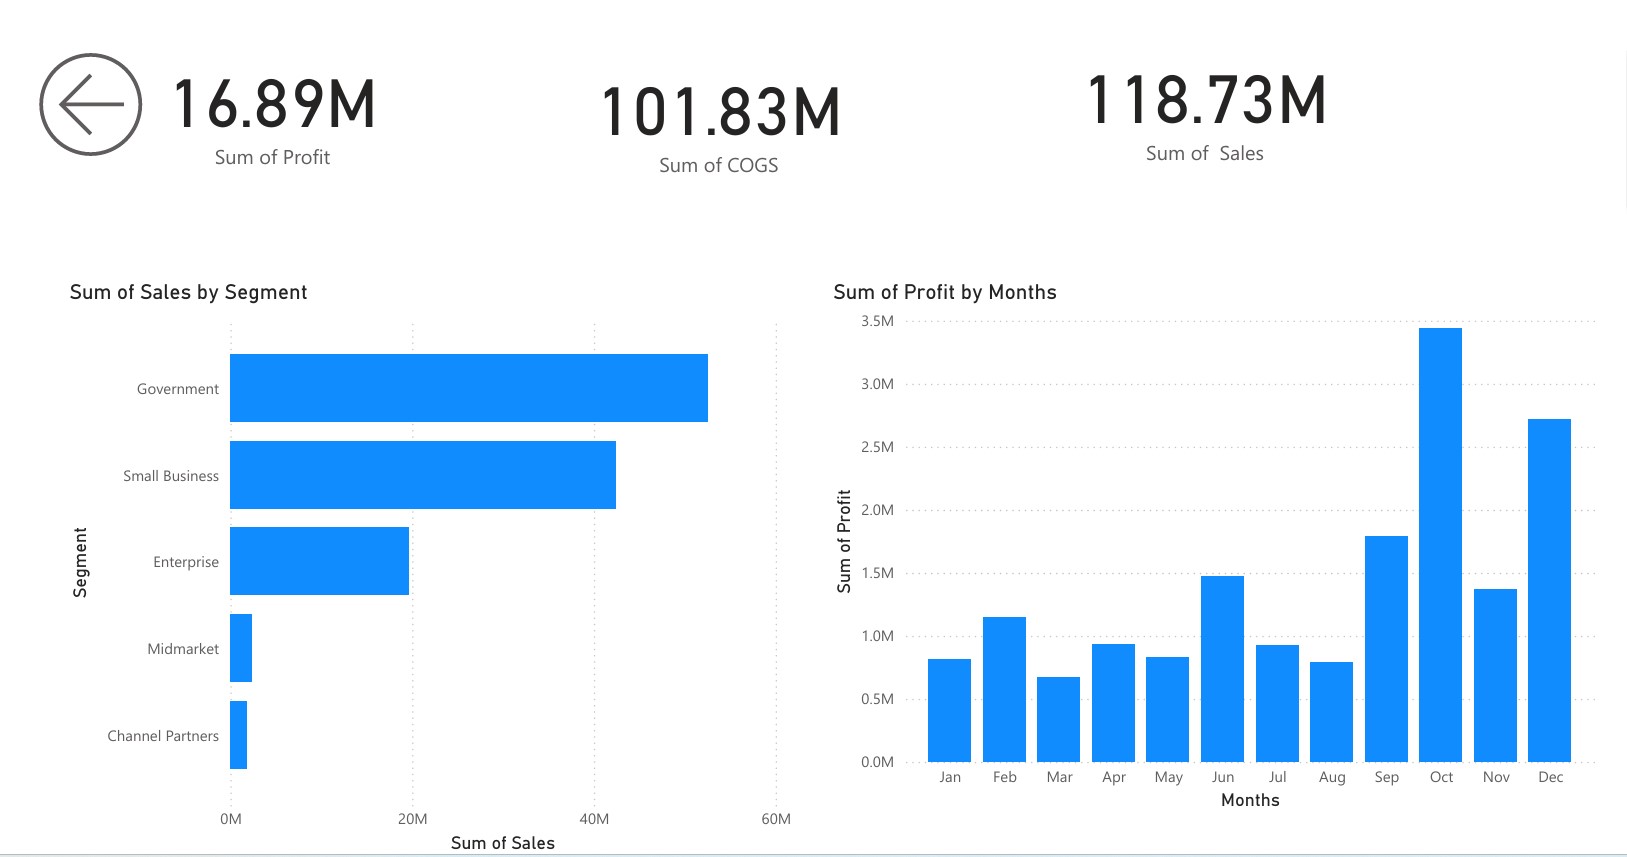 16.89M
Sum of Profit
101.83M
Sum of COGS
118.73M
Sum of  Sales
Sum of Sales by Segment
Segment
Government
Small Business
Enterprise
Midmarket
Channel Partners
0M
20M
40M
60M
Sum of Sales
Sum of Profit by Months
Sum of Profit
3.5M
3.0M
2.5M
2.0M
1.5M
1.0M
0.5M
0.0M
Jan
Feb
Mar
Apr
May
Jun
Jul
Aug
Sep
Oct
Nov
Dec
Months